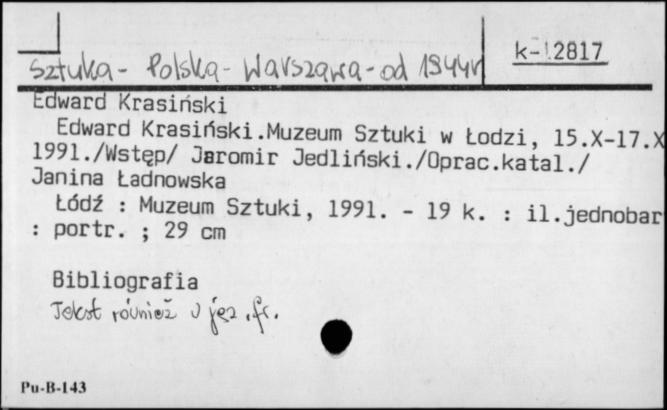 Sztuka - Polska - Warszawa - od 1944r
k-12817
Edward Krasiński
Edward Krasiński.Muzeum Sztuki w Łodzi, 15.X-17.X
1991./Wstęp/ Jaromir Jedliński./Oprac.katal./
Janina Ładnowska
Łódź : Muzeum Sztuki, 1991. - 19 k. : il.jednobar
: portr. ; 29 cm
Bibliografia
Tekst również w jęz. fr.
Pu-B-143